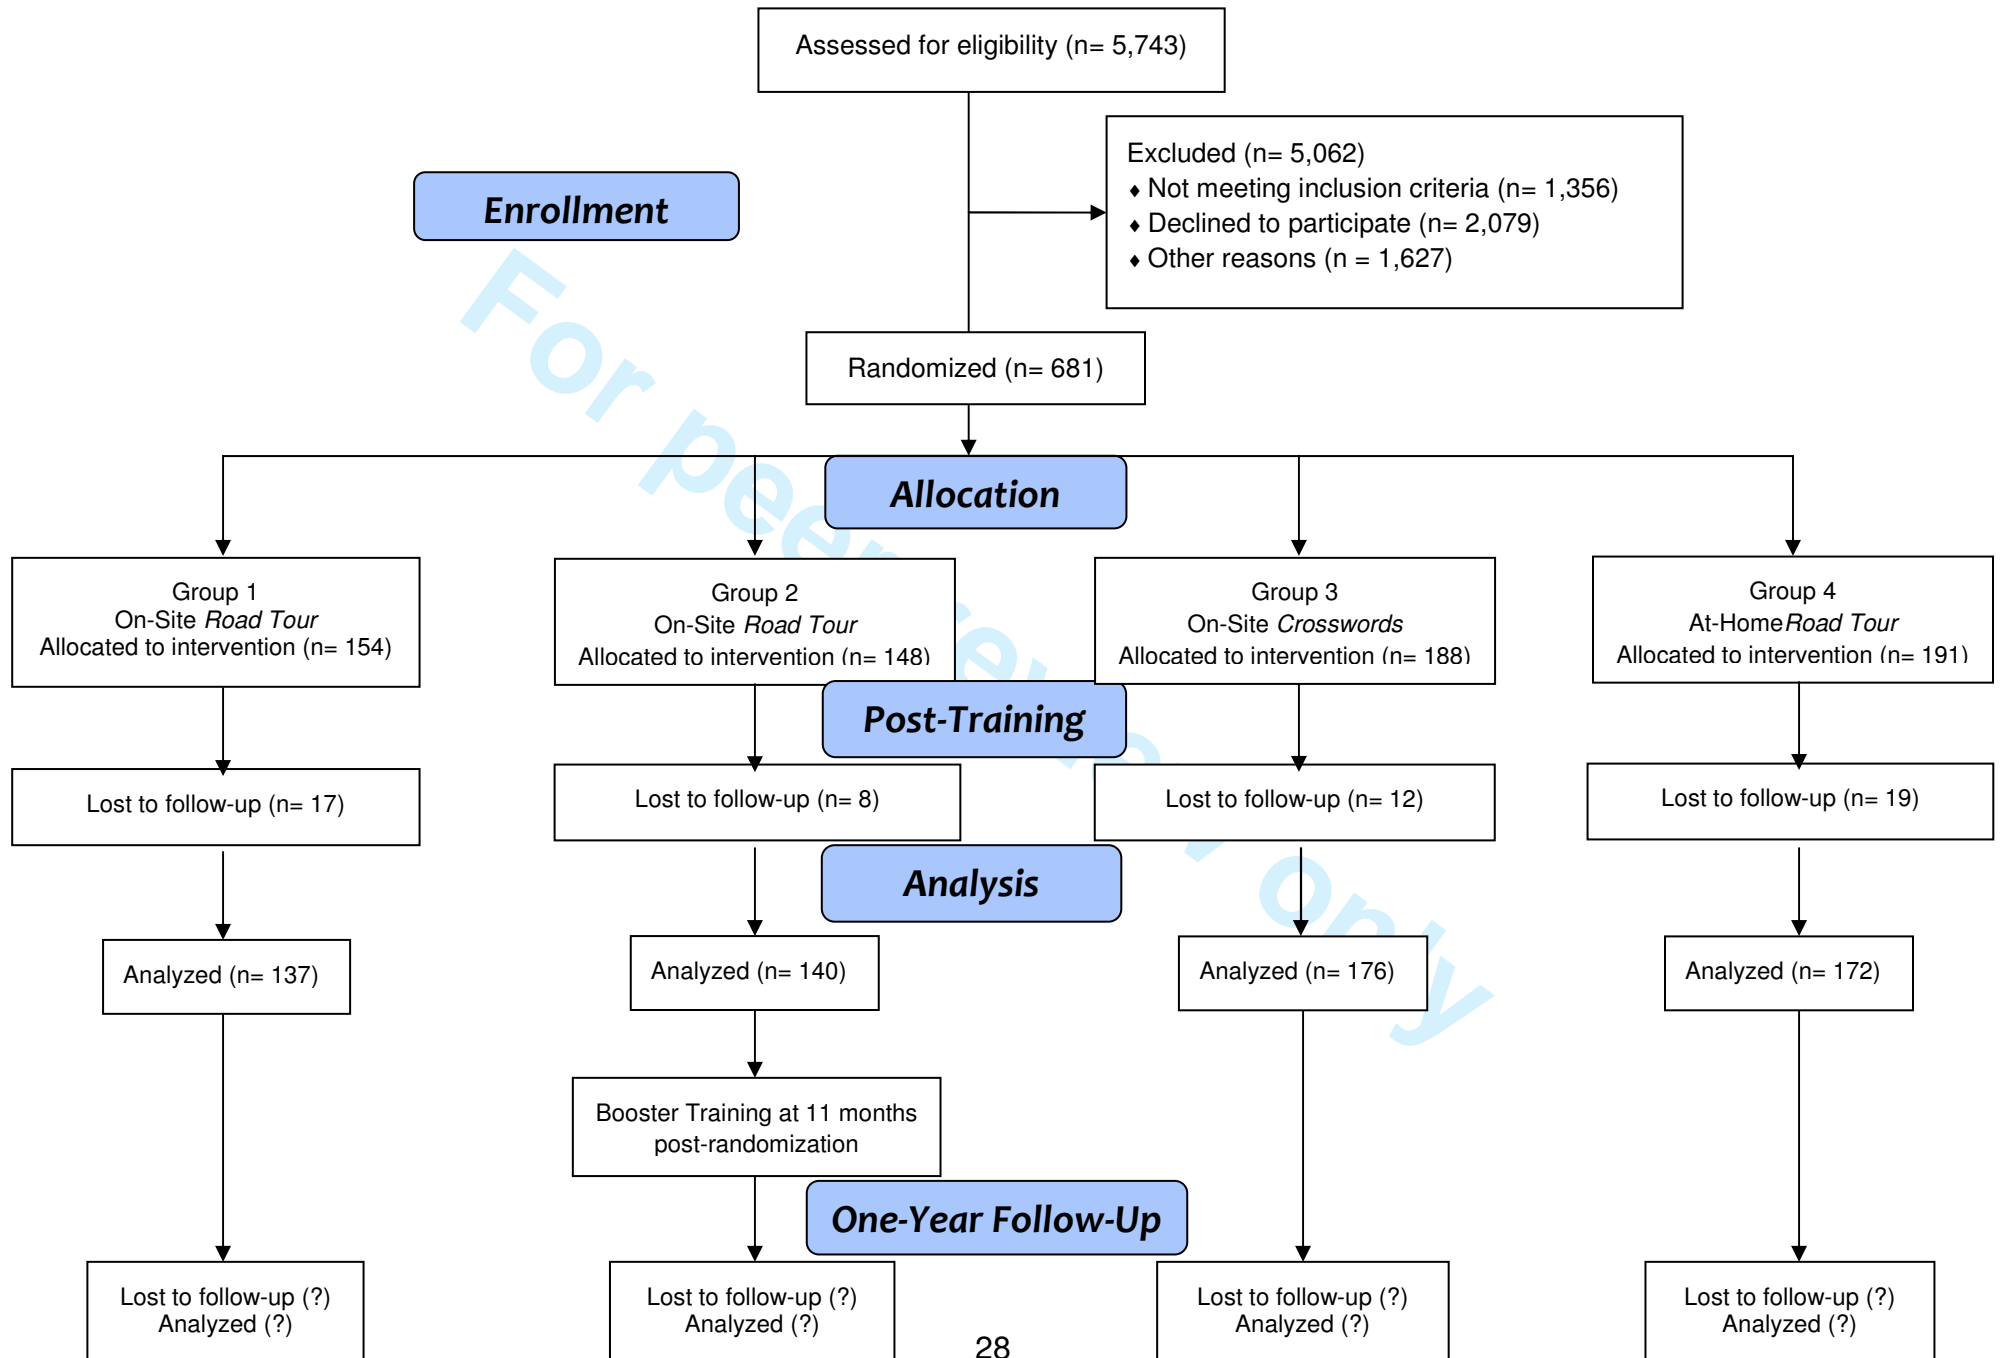 Assessed for eligibility (n= 5,743)
Excluded (n= 5,062)
♦ Not meeting inclusion criteria (n= 1,356)
♦ Declined to participate (n= 2,079)
♦ Other reasons (n = 1,627)
Enrollment
Randomized (n= 681)
Allocation
Group 1
On-Site Road Tour
Allocated to intervention (n= 154)
Group 2
On-Site Road Tour
Allocated to intervention (n= 148)
Group 3
On-Site Crosswords
Allocated to intervention (n= 188)
Group 4
At-HomeRoad Tour
Allocated to intervention (n= 191)
Post-Training
Lost to follow-up (n= 17)
Lost to follow-up (n= 8)
Lost to follow-up (n= 12)
Lost to follow-up (n= 19)
Analysis
Analyzed (n= 137)
Analyzed (n= 140)
Analyzed (n= 176)
Analyzed (n= 172)
Booster Training at 11 months
post-randomization
One-Year Follow-Up
Lost to follow-up (?)
Analyzed (?)
Lost to follow-up (?)
Analyzed (?)
Lost to follow-up (?)
Analyzed (?)
Lost to follow-up (?)
Analyzed (?)
28
For peer review only